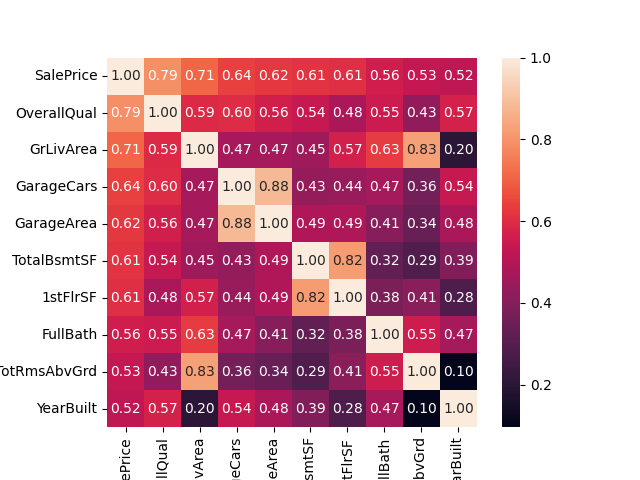 SalePrice 1.00 0.79 0.71 0.64 0.62 0.61 0.61 0.56 0.53 0.52
OverallQual 0.79 1.00 0.59 0.60 0.56 0.54 0.48 0.55 0.43 0.57
GrLivArea 0.71 0.59 1.00 0.47 0.47 0.45 0.57 0.63 0.83 0.20
GarageCars 0.64 0.60 0.47 1.00 0.88 0.43 0.44 0.47 0.36 0.54
GarageArea 0.62 0.56 0.47 0.88 1.00 0.49 0.49 0.41 0.34 0.48
TotalBsmtSF 0.61 0.54 0.45 0.43 0.49 1.00 0.82 0.32 0.29 0.39
1stFlrSF 0.61 0.48 0.57 0.44 0.49 0.82 1.00 0.38 0.41 0.28
FullBath 0.56 0.55 0.63 0.47 0.41 0.32 0.38 1.00 0.55 0.47
TotRmsAbvGrd 0.53 0.43 0.83 0.36 0.34 0.29 0.41 0.55 1.00 0.10
YearBuilt 0.52 0.57 0.20 0.54 0.48 0.39 0.28 0.47 0.10 1.00
ePrice
llQual
vArea
eCars
eArea
smtSF
tFlrSF
llBath
bvGrd
arBuilt
1.0
0.8
0.6
0.4
0.2